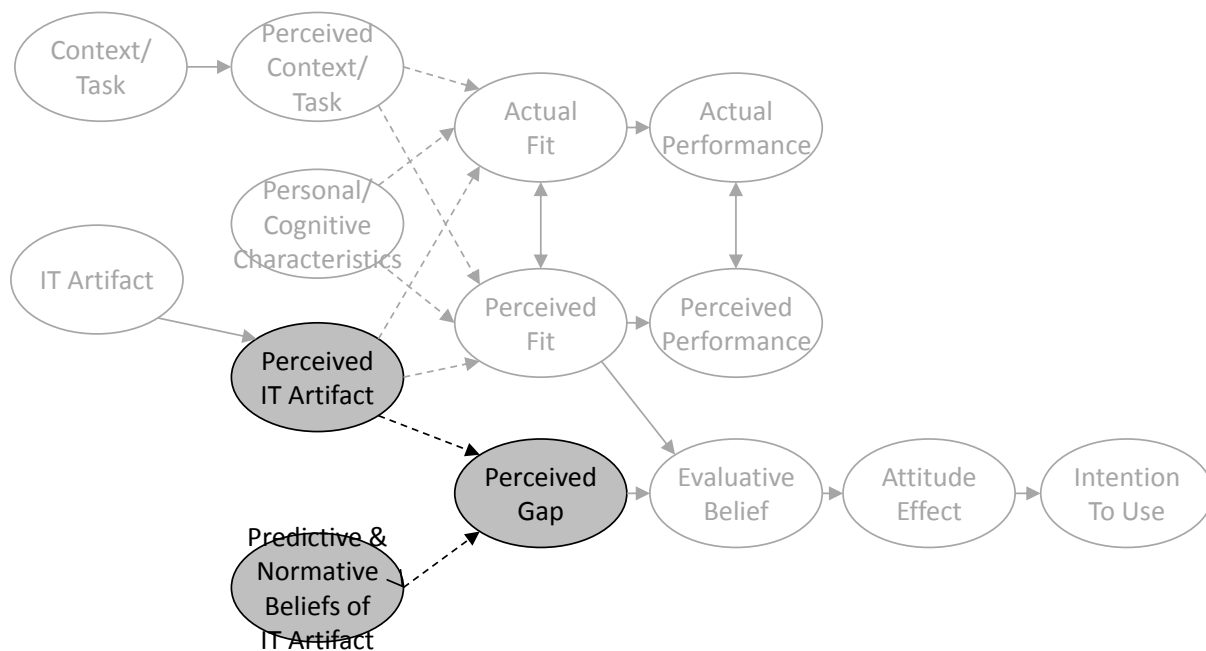 Context/
Task
Perceived
Context/
Task
Actual
Fit
Actual
Performance
Personal/
Cognitive
Characteristics
IT Artifact
Perceived
Fit
Perceived
Performance
Perceived
IT Artifact
Perceived
Gap
Evaluative
Belief
Attitude
Effect
Intention
To Use
Predictive &
Normative
Beliefs of
IT Artifact